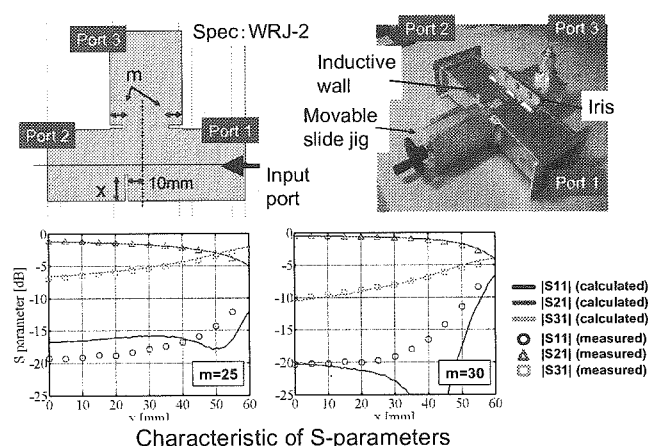 Port 3
Spec: WRJ-2
m
Port 2
Port 1
x
10mm
Input
port
Port 2
Port 3
Inductive
wall
Iris
Movable
slide jig
Port 1
S parameter [dB]
0
-5
-10
-15
-20
-25
0 10 20 30 40 50 60
x [mm]
m=25
0
-5
-10
-15
-20
-25
0 10 20 30 40 50 60
x [mm]
m=30
|S11| (calculated)
|S21| (calculated)
|S31| (calculated)
|S11| (measured)
|S21| (measured)
|S31| (measured)
Characteristic of S-parameters